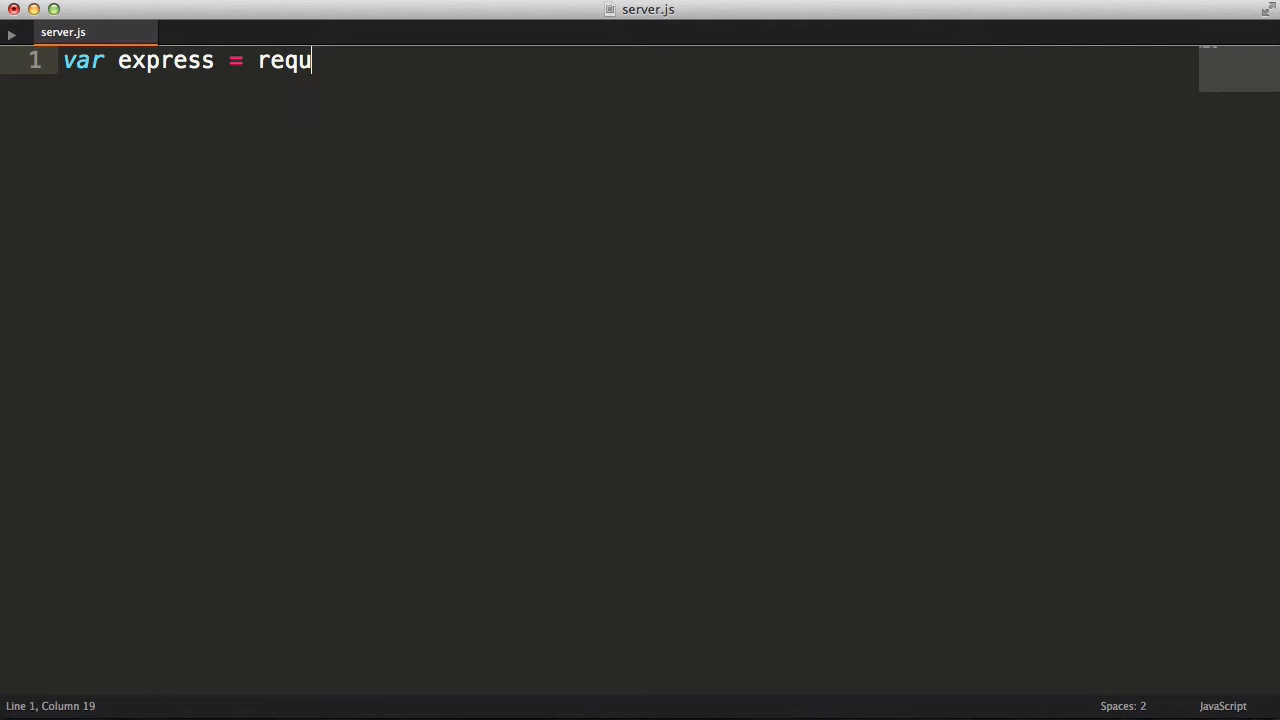 server.js
server.js
1 var express = requ
Line 1, Column 19
Spaces: 2
JavaScript